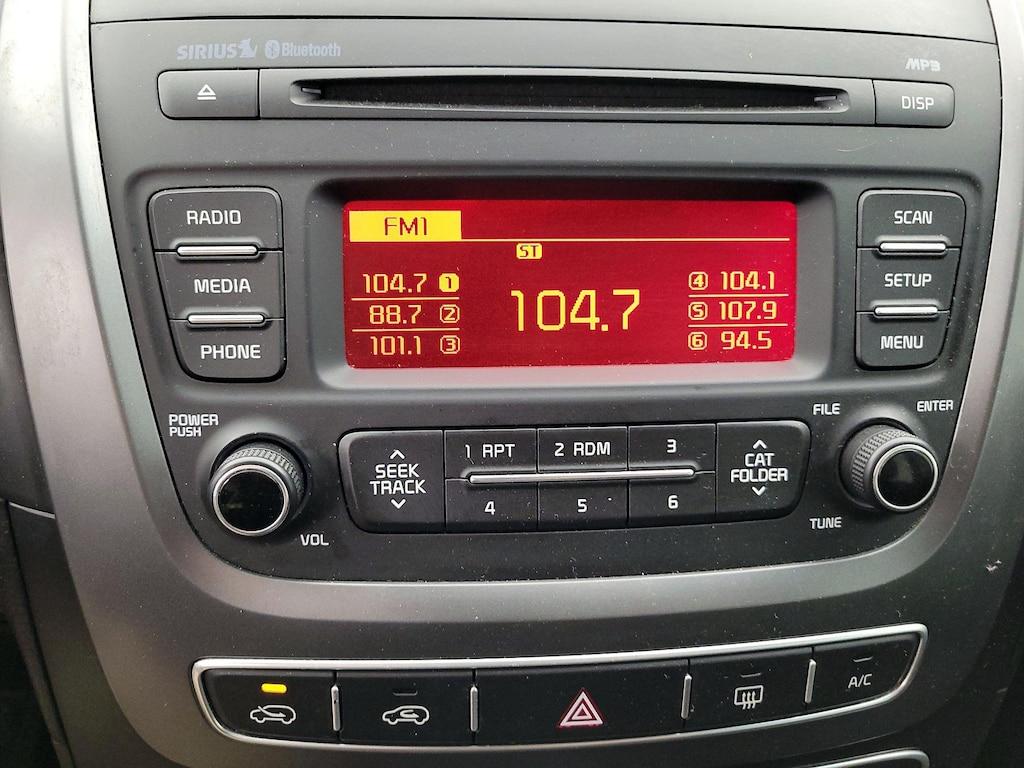 SIRIUS Bluetooth
MP3
DISP
RADIO
MEDIA
PHONE
FM1
ST
104.7 1
88.7 2
101.1 3
104.7
4 104.1
5 107.9
6 94.5
SCAN
SETUP
MENU
POWER
PUSH
VOL
SEEK
TRACK
1 RPT
2 RDM
3
4
5
6
CAT
FOLDER
FILE
ENTER
TUNE
A/C